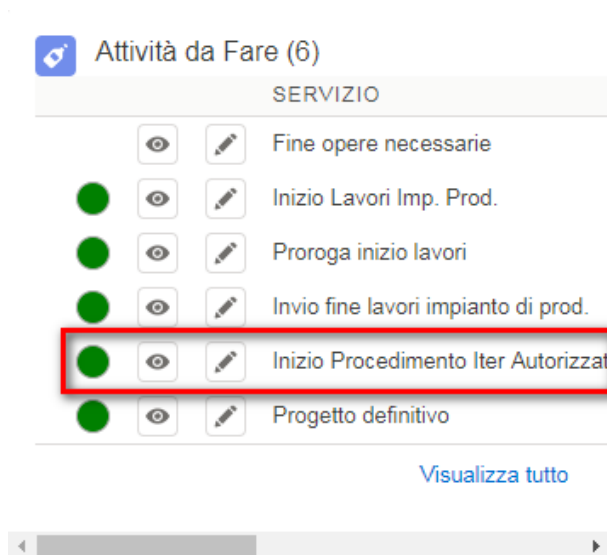 Attività da Fare (6)
SERVIZIO
Fine opere necessarie
Inizio Lavori Imp. Prod.
Proroga inizio lavori
Invio fine lavori impianto di prod.
Inizio Procedimento Iter Autorizzat
Progetto definitivo
Visualizza tutto